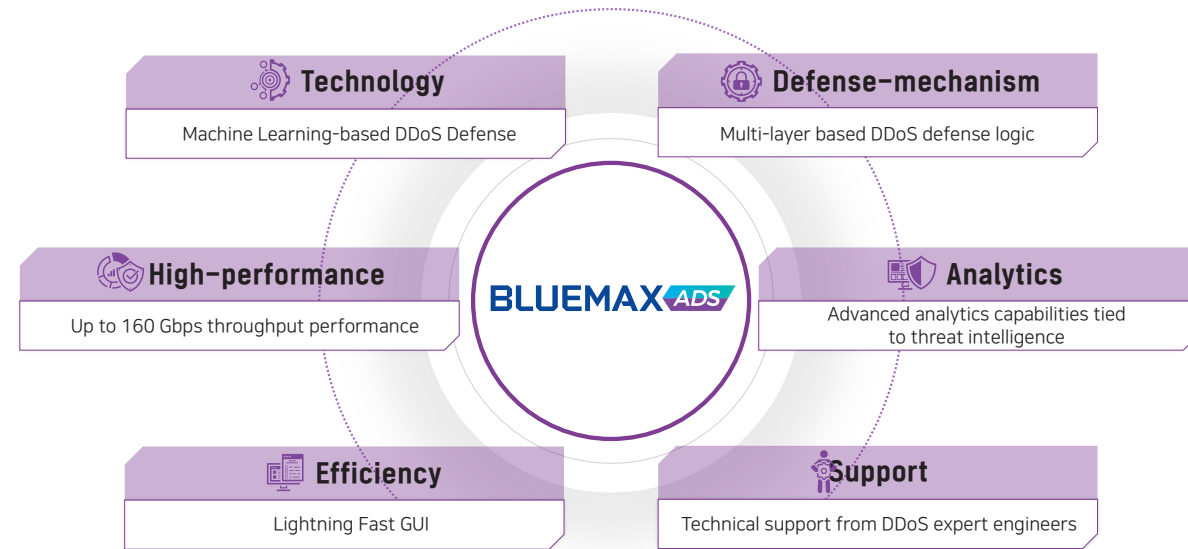 Technology
Machine Learning-based DDoS Defense
Defense-mechanism
Multi-layer based DDoS defense logic
High-performance
Up to 160 Gbps throughput performance
BLUEMAX ADS
Analytics
Advanced analytics capabilities tied
to threat intelligence
Efficiency
Lightning Fast GUI
Support
Technical support from DDoS expert engineers